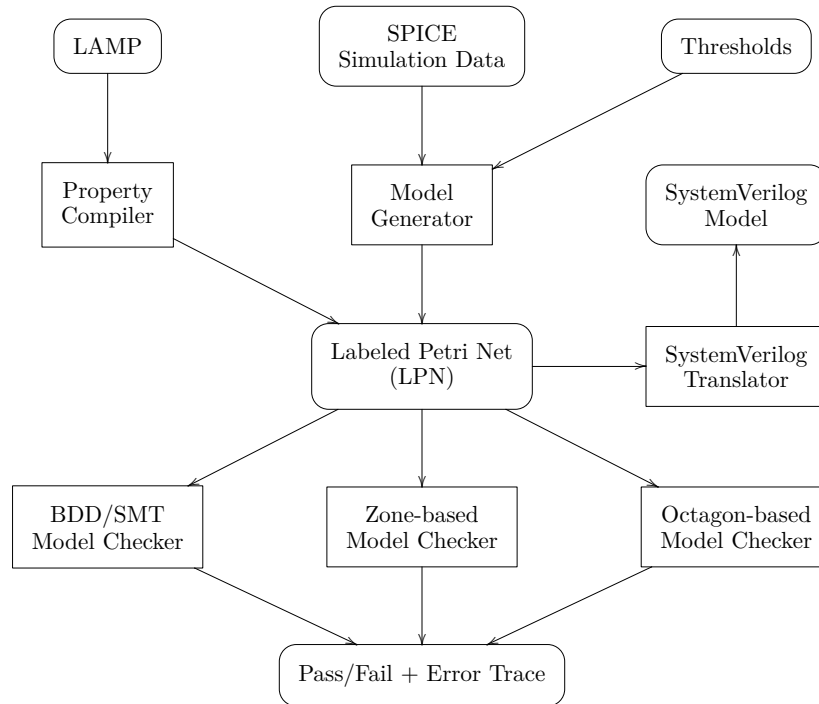 LAMP
SPICE
Simulation Data
Thresholds
Property
Compiler
Model
Generator
SystemVerilog
Model
Labeled Petri Net
(LPN)
SystemVerilog
Translator
BDD/SMT
Model Checker
Zone-based
Model Checker
Octagon-based
Model Checker
Pass/Fail + Error Trace